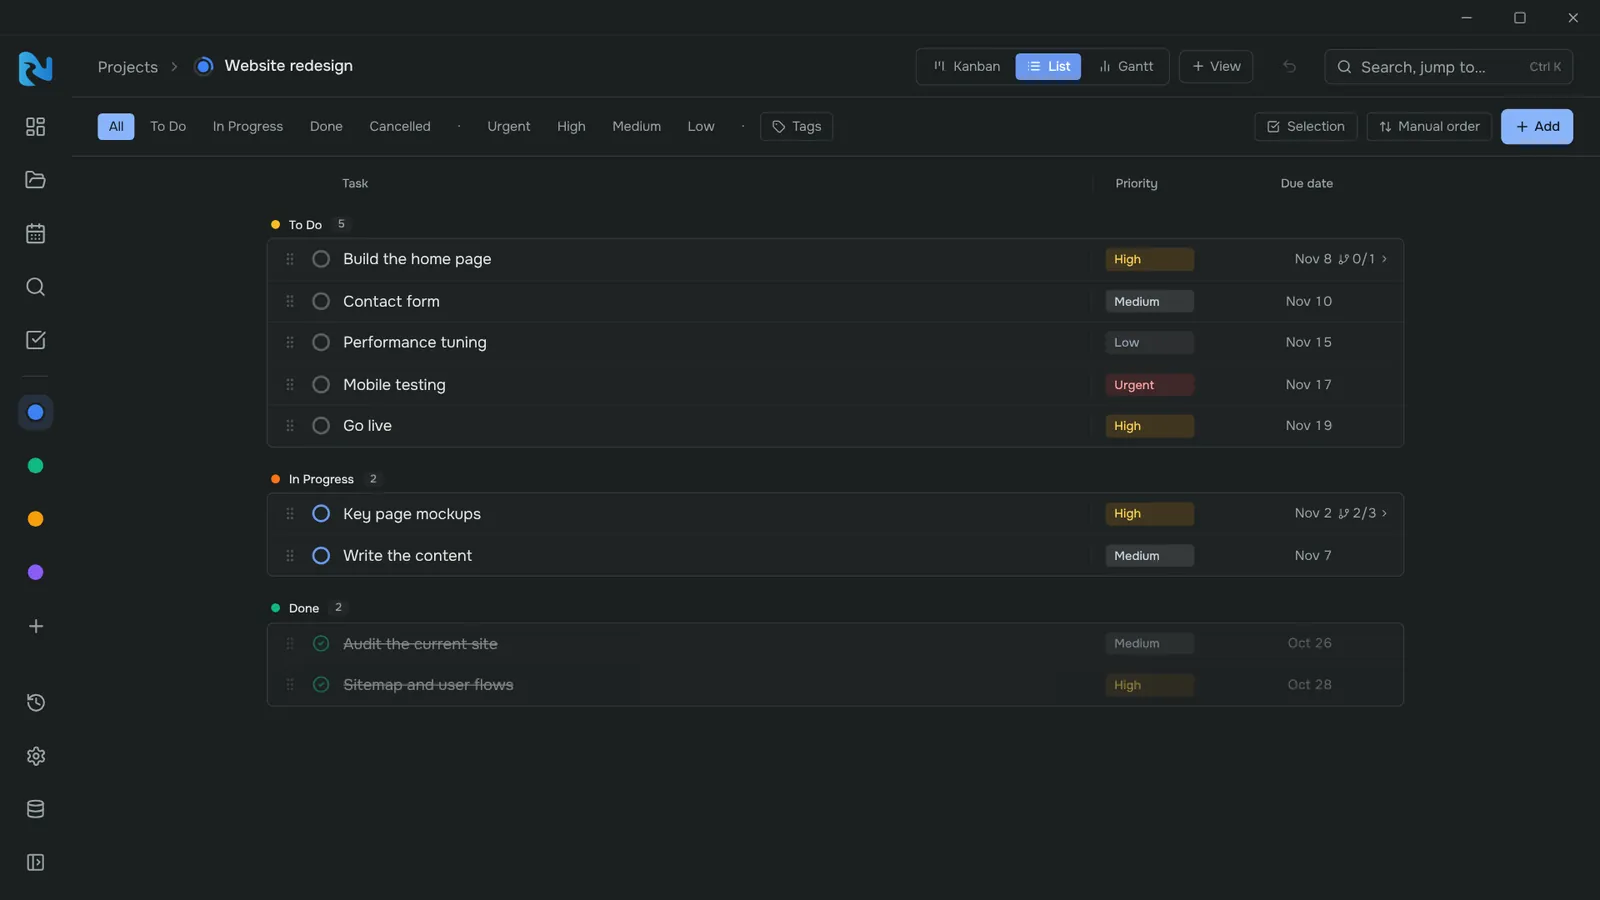 Projects > Website redesign
Kanban List Gantt + View Search, jump to... Ctrl K
All To Do In Progress Done Cancelled · Urgent High Medium Low · Tags Selection Manual order + Add
Task Priority Due date
To Do 5
Build the home page High Nov 8 0/1 >
Contact form Medium Nov 10
Performance tuning Low Nov 15
Mobile testing Urgent Nov 17
Go live High Nov 19
In Progress 2
Key page mockups High Nov 2 2/3 >
Write the content Medium Nov 7
Done 2
Audit the current site Medium Oct 26
Sitemap and user flows High Oct 28